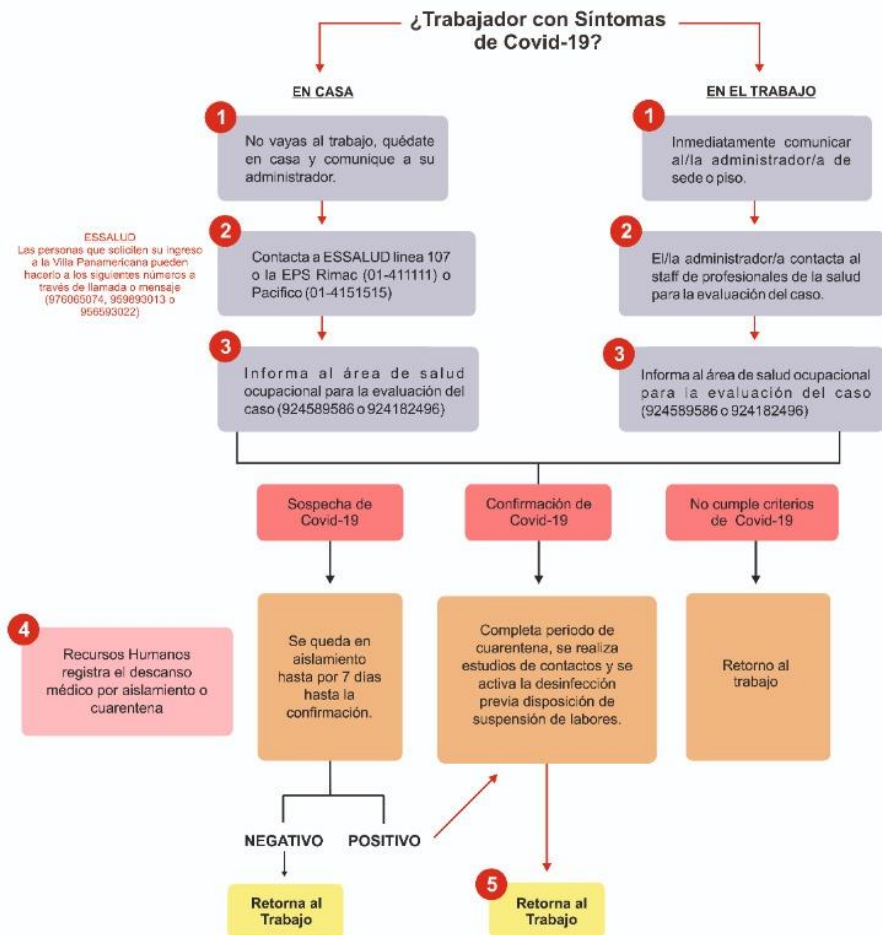 ¿Trabajador con Síntomas
de Covid-19?
EN CASA
1
No vayas al trabajo, quédate
en casa y comunique a su
administrador.
ESSALUD
Las personas que soliciten su ingreso
a la Villa Panamericana pueden
hacerlo a los siguientes números a
través de llamada o mensaje
(976065074, 959893013 o
956593022)
2
Contacta a ESSALUD linea 107
o la EPS Rimac (01-411111) o
Pacifico (01-4151515)
3
Informa al área de salud
ocupacional para la evaluación del
caso (924589586 o 924182496)
EN EL TRABAJO
1
Inmediatamente comunicar
al/la administrador/a de
sede o piso.
2
El/la administrador/a contacta al
staff de profesionales de la salud
para la evaluación del caso.
3
Informa al área de salud ocupacional
para la evaluación del caso
(924589586 o 924182496)
Sospecha de
Covid-19
Confirmación de
Covid-19
No cumple criterios
de Covid-19
4
Recursos Humanos
registra el descanso
médico por aislamiento o
cuarentena
Se queda en
aislamiento
hasta por 7 días
hasta la
confirmación.
Completa periodo de
cuarentena, se realiza
estudios de contactos y se
activa la desinfección
previa disposición de
suspensión de labores.
Retorno al
trabajo
NEGATIVO
POSITIVO
Retorna al
Trabajo
5
Retorna al
Trabajo